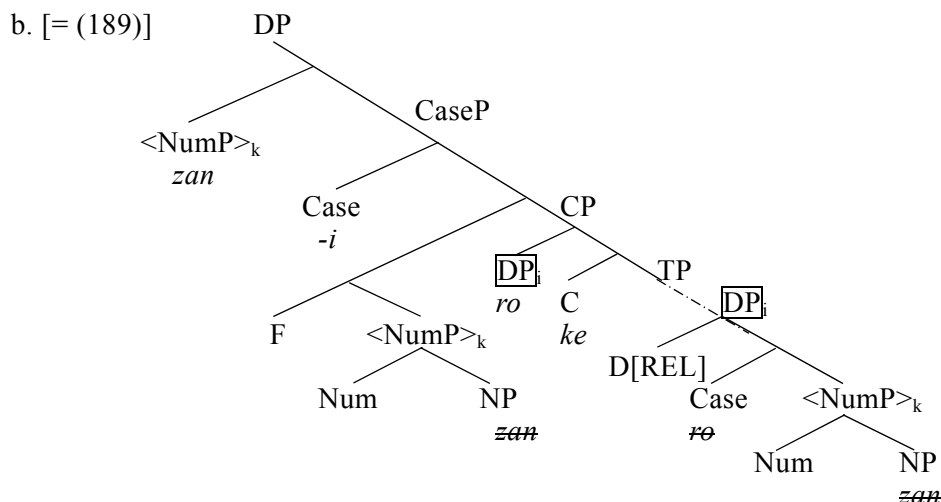 b. [= (189)] DP
CaseP
<NumP>k
zan
Case CP
-i
DPi TP
ro C DPi
F <NumP>k ke
D[REL]
Num NP Case <NumP>k
zan ro
Num NP
zan